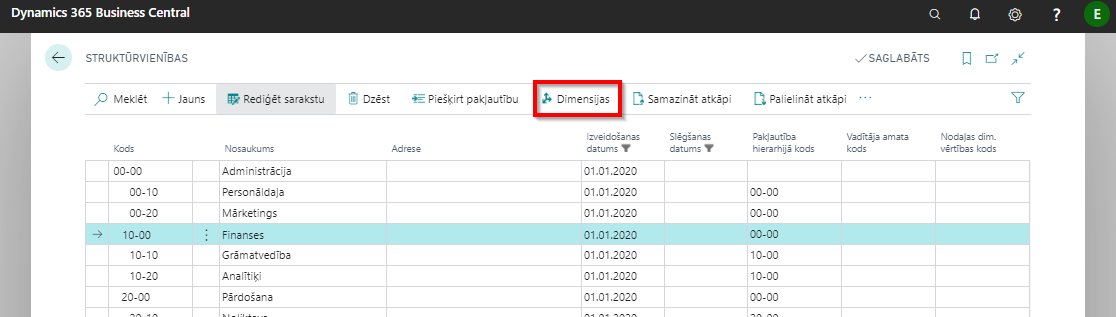 Dynamics 365 Business Central
E
STRUKTŪRVIENĪBAS
SAGLABĀTS
Meklēt Jauns Rediģēt sarakstu Dzēst Piešķirt pakļautību Dimensijas Samazināt atkāpi Palielināt atkāpi
Kods Nosaukums Adrese Izveidošanas datums Slēgšanas datums Pakļautība hierarhijā kods Vadītāja amata kods Nodaļas dim. vērtības kods
00-00 Administrācija 01.01.2020
00-10 Personāldaļa 01.01.2020 00-00
00-20 Mārketings 01.01.2020 00-00
10-00 Finanses 01.01.2020 00-00
10-10 Grāmatvedība 01.01.2020 10-00
10-20 Analītiķi 01.01.2020 10-00
20-00 Pārdošana 01.01.2020 00-00